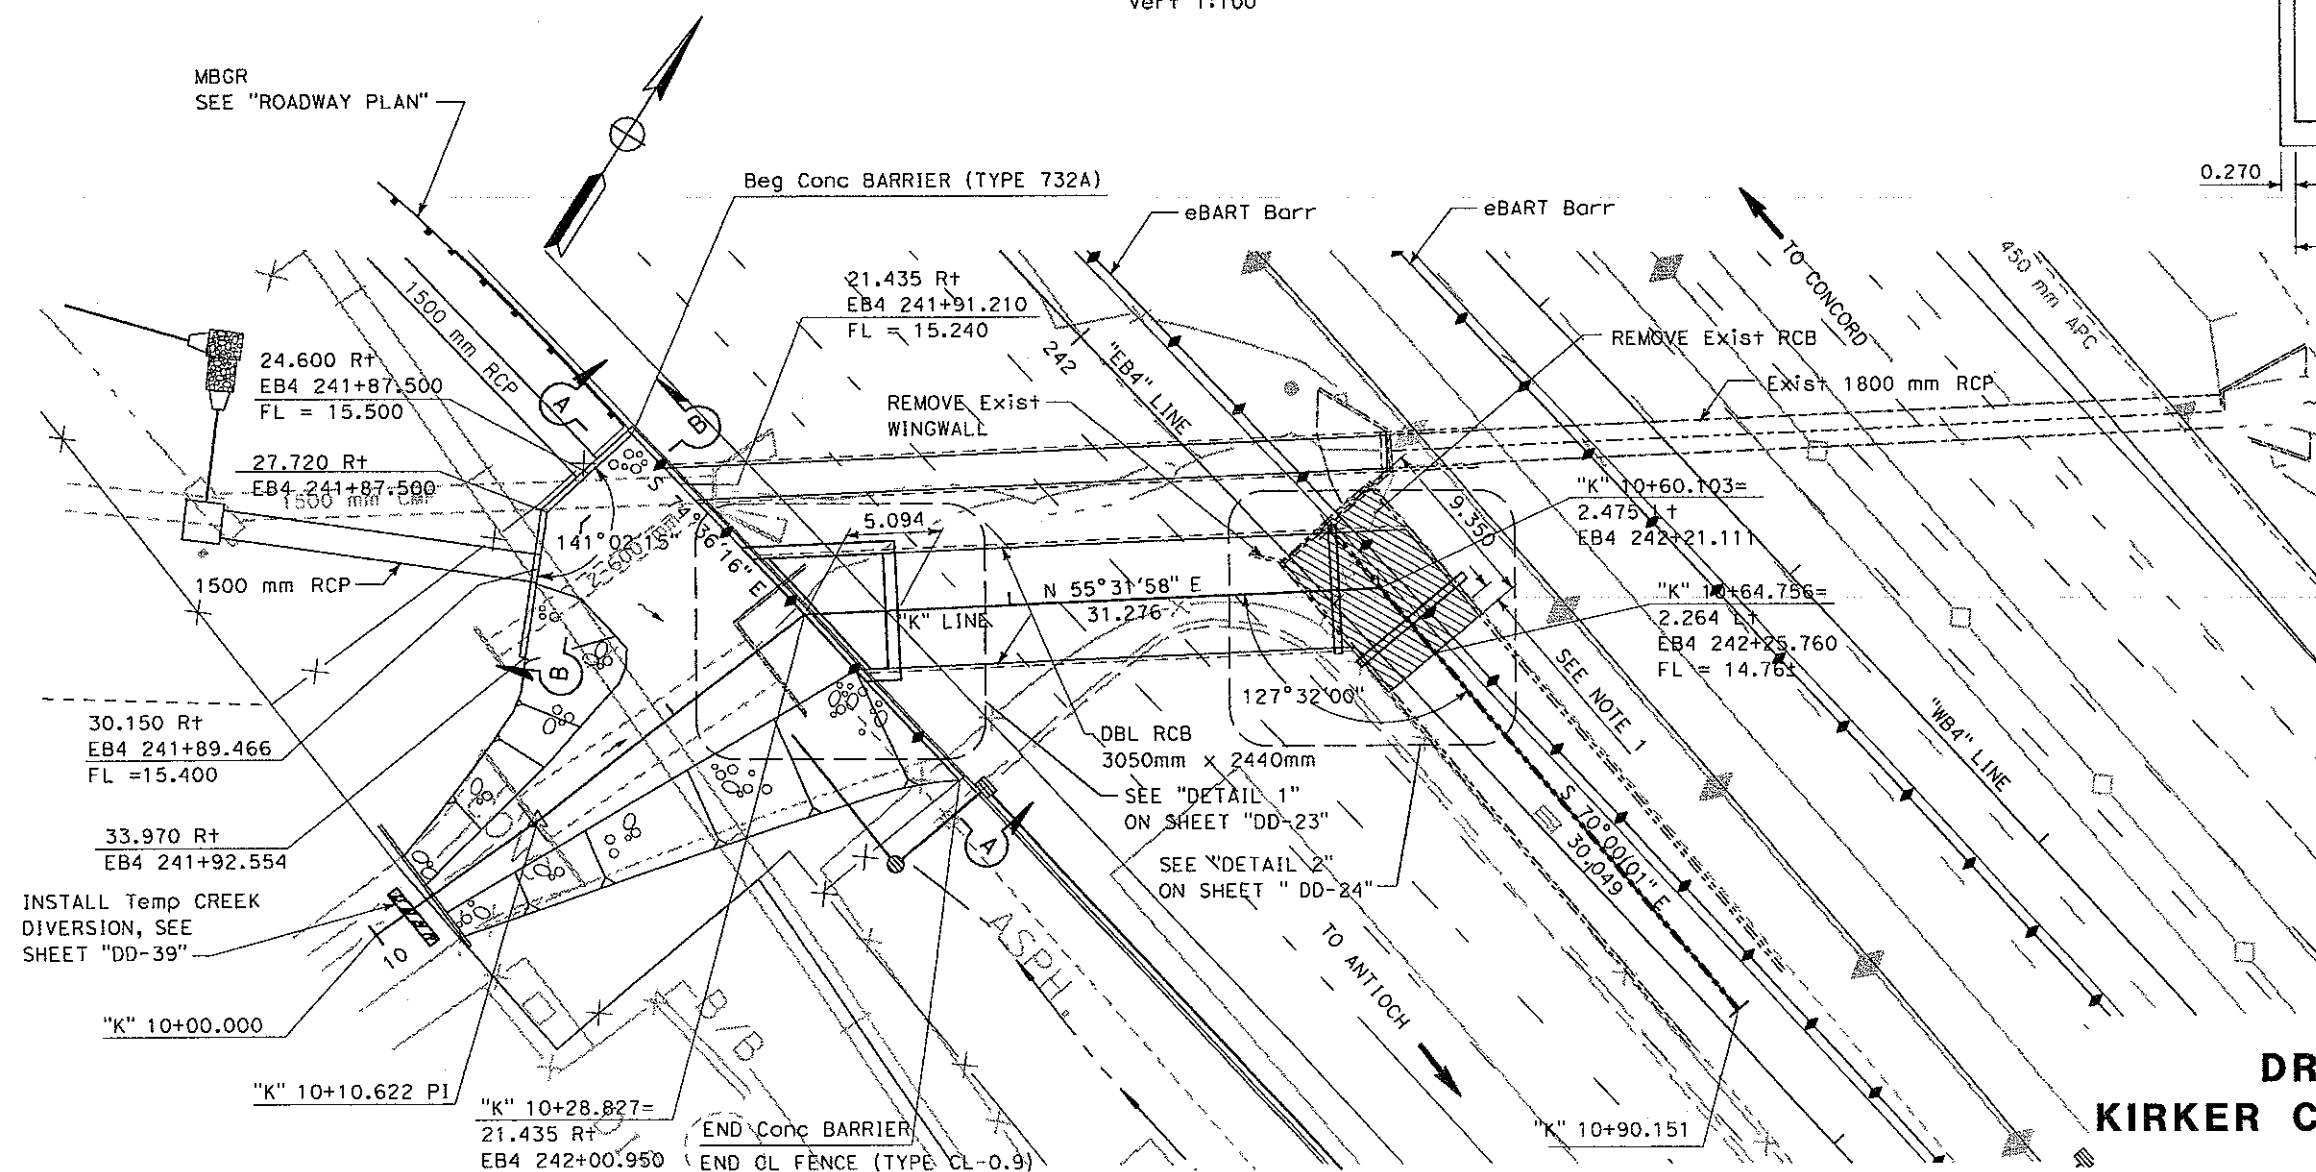 Vert 1:100
MBGR
SEE "ROADWAY PLAN"
Beg Conc BARRIER (TYPE 732A)
eBART Barr
eBART Barr
0.270
TO CONCORD
450 mm APC
1500 mm RCP
21.435 Rt
EB4 241+91.210
FL = 15.240
242
"EB4" LINE
REMOVE Exist RCB
Exist 1800 mm RCP
24.600 Rt
EB4 241+87.500
FL = 15.500
A
B
REMOVE Exist
WINGWALL
27.720 Rt
EB4 241+87.500
1500 mm CMP
S 74°36'16" E
5.094
9.350
"K" 10+60.103=
2.475 Lt
EB4 242+21.111
141°02'15"
1500 mm RCP
N 55°31'58" E
31.276
"K" LINE
"K" 10+64.756=
2.264 Lt
EB4 242+25.760
FL = 14.76±
SEE NOTE 1
127°32'00"
B
30.150 Rt
EB4 241+89.466
FL =15.400
DBL RCB
3050mm x 2440mm
"WB4" LINE
SEE "DETAIL 1"
ON SHEET "DD-23"
33.970 Rt
EB4 241+92.554
A
SEE "DETAIL 2"
ON SHEET " DD-24"
S 70°00'01" E
30.049
INSTALL Temp CREEK
DIVERSION, SEE
SHEET "DD-39"
10
ASPH.
TO ANTIOCH
"K" 10+00.000
B/B
"K" 10+10.622 PI
"K" 10+28.827=
21.435 Rt
EB4 242+00.950
END Conc BARRIER
END CL FENCE (TYPE CL-0.9)
"K" 10+90.151
DR
KIRKER C